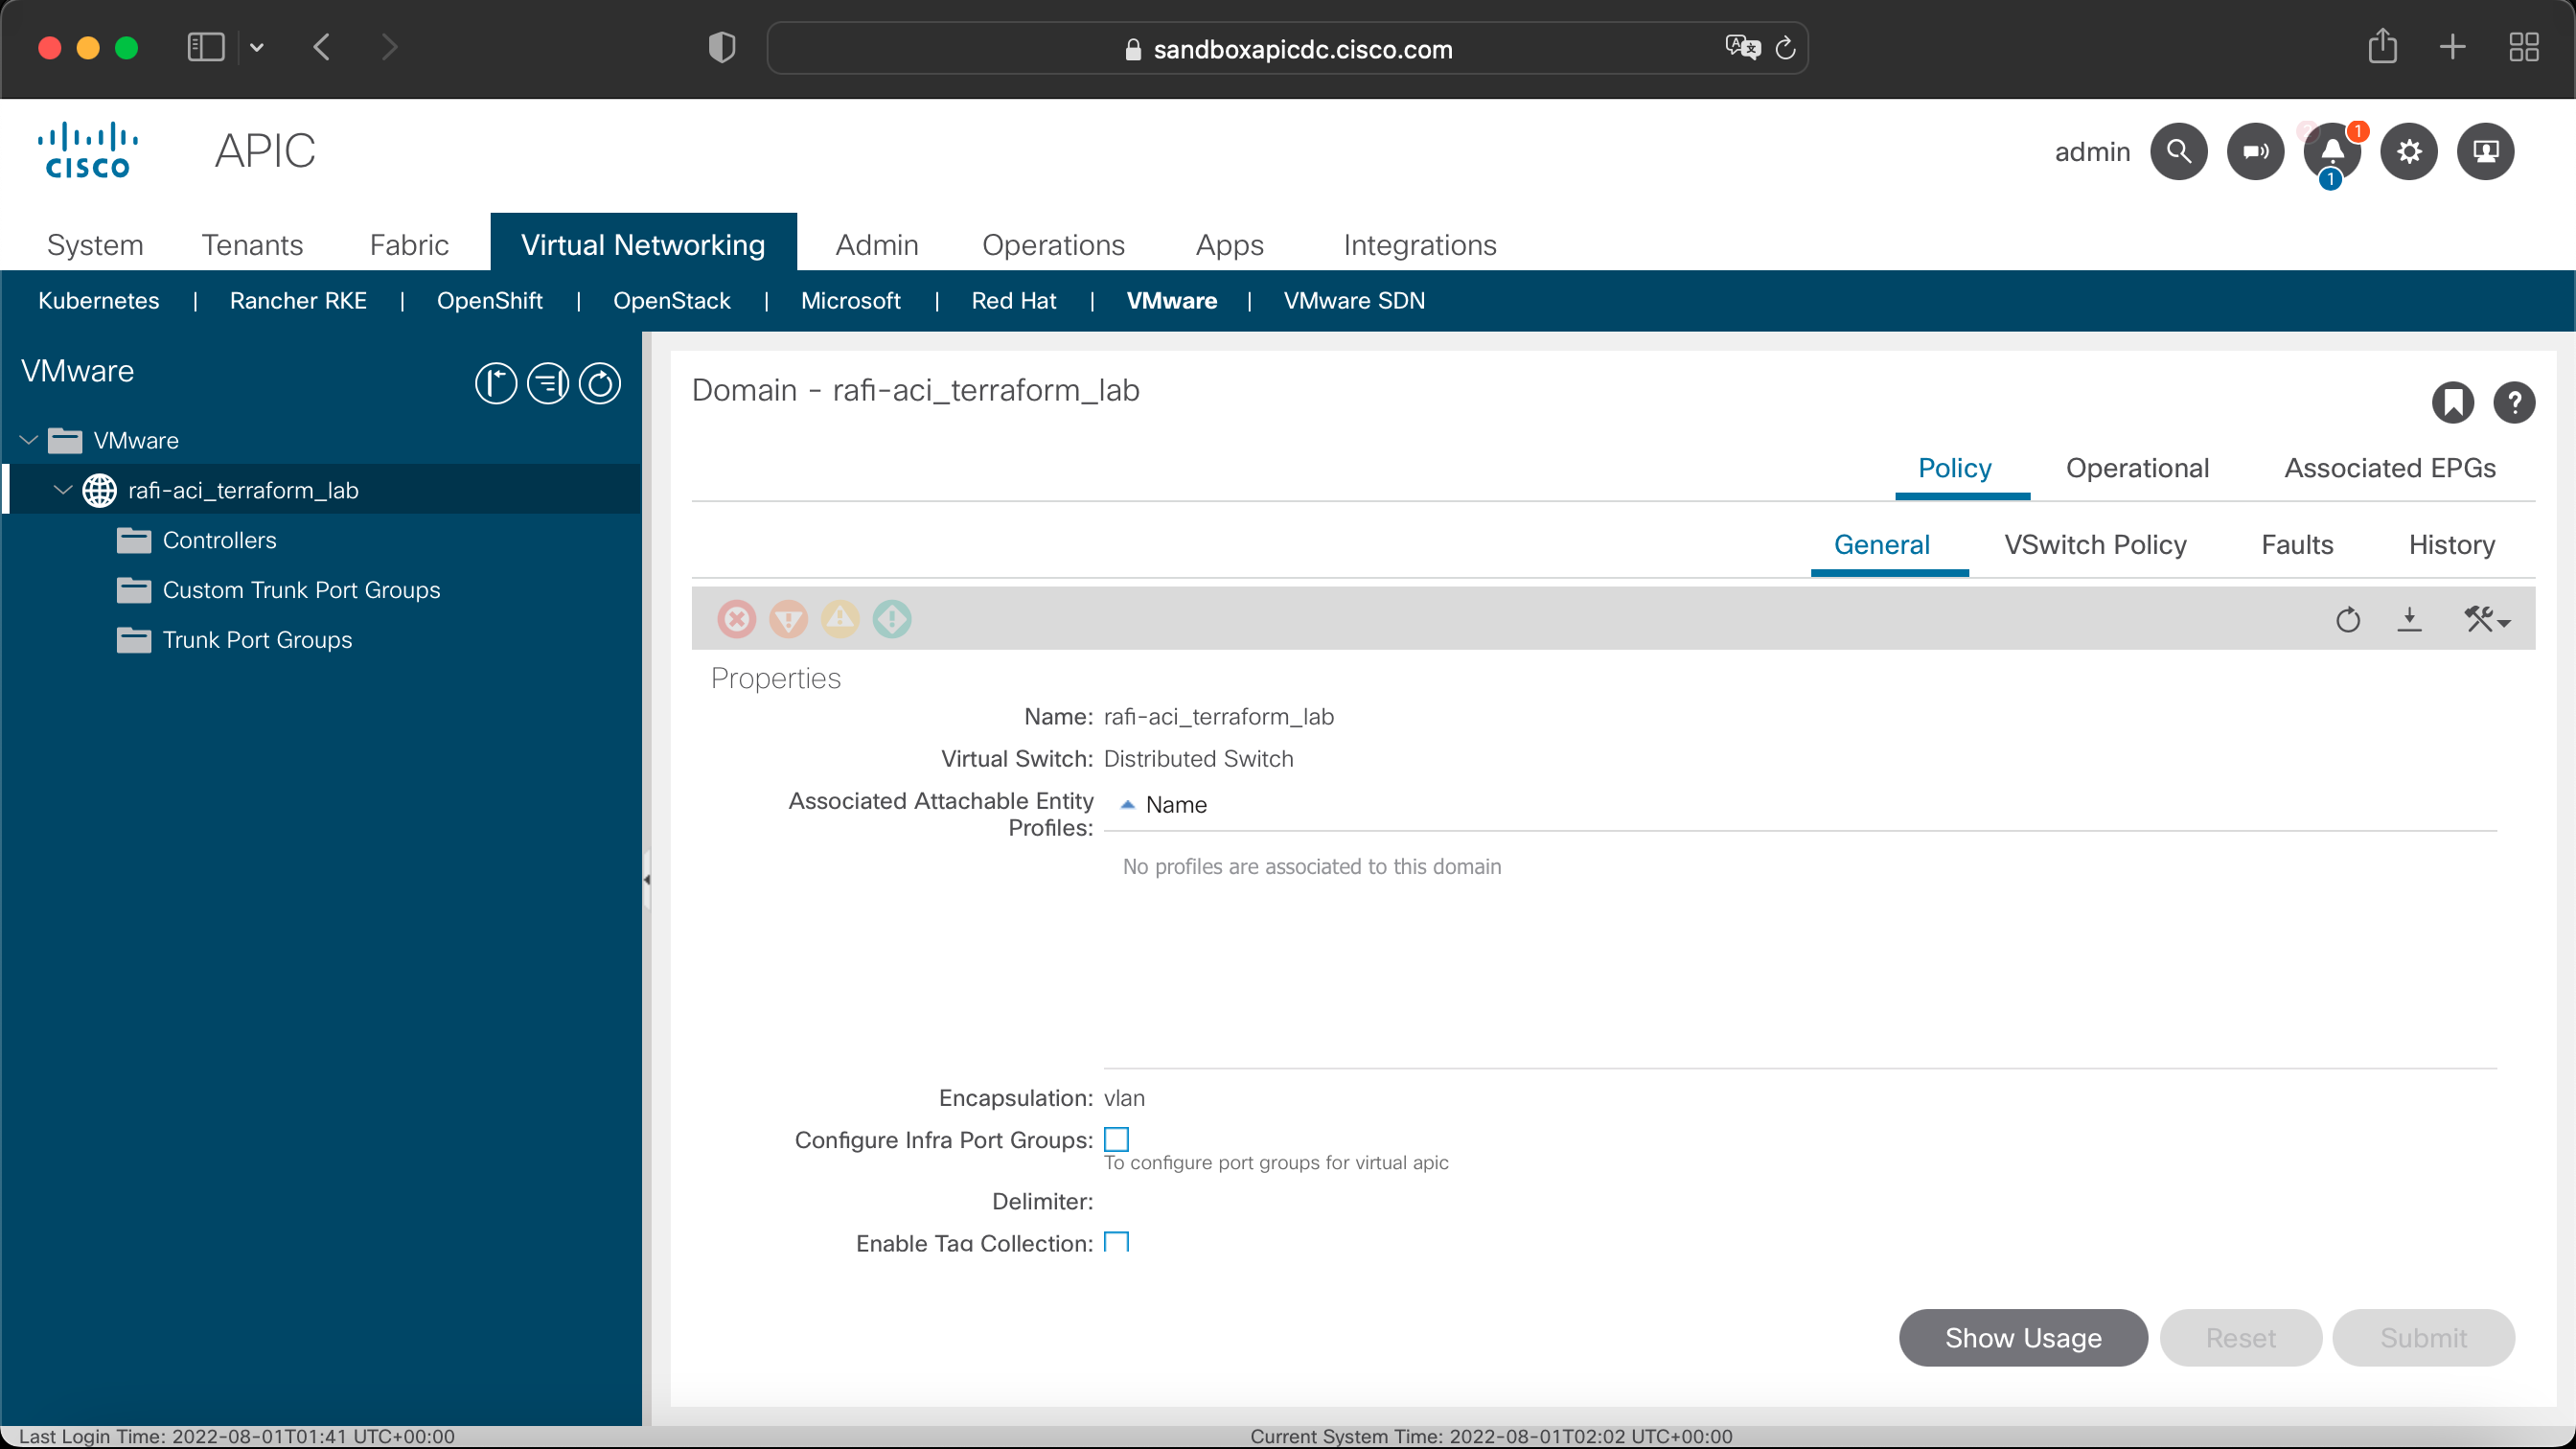 sandboxapicdc.cisco.com
CISCO APIC admin 1 1
System Tenants Fabric Virtual Networking Admin Operations Apps Integrations
Kubernetes | Rancher RKE | OpenShift | OpenStack | Microsoft | Red Hat | VMware | VMware SDN
VMware
VMware
rafi-aci_terraform_lab
Controllers
Custom Trunk Port Groups
Trunk Port Groups
Domain - rafi-aci_terraform_lab
Policy Operational Associated EPGs
General VSwitch Policy Faults History
Properties
Name: rafi-aci_terraform_lab
Virtual Switch: Distributed Switch
Associated Attachable Entity Profiles:
Name
No profiles are associated to this domain
Encapsulation: vlan
Configure Infra Port Groups:
To configure port groups for virtual apic
Delimiter:
Enable Tag Collection:
Show Usage Reset Submit
Last Login Time: 2022-08-01T01:41 UTC+00:00 Current System Time: 2022-08-01T02:02 UTC+00:00